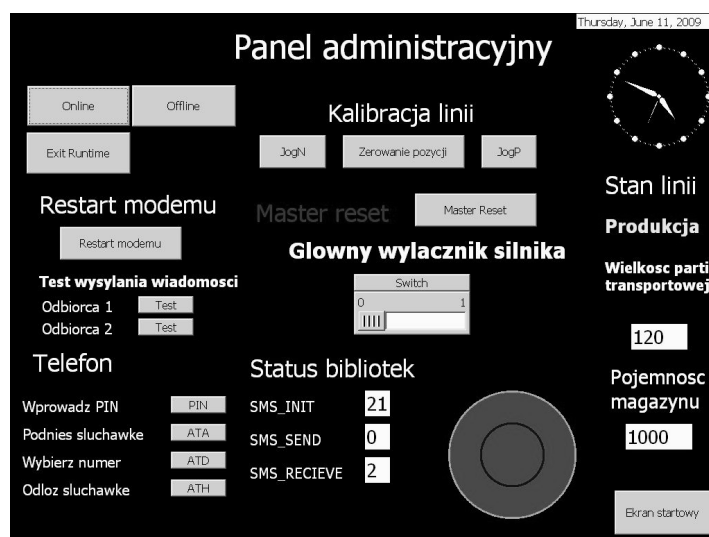 Thursday, June 11, 2009
Panel administracyjny
Online
Offline
Exit Runtime
Kalibracja linii
JogN
Zerowanie pozycji
JogP
Restart modemu
Restart modemu
Master reset
Master Reset
Glowny wylacznik silnika
Switch
0
1
Test wysylania wiadomosci
Odbiorca 1
Test
Odbiorca 2
Test
Telefon
Wprowadz PIN
PIN
Podnies sluchawke
ATA
Wybierz numer
ATD
Odloz sluchawke
ATH
Status bibliotek
SMS_INIT
21
SMS_SEND
0
SMS_RECIEVE
2
Stan linii
Produkcja
Wielkosc parti
transportowej
120
Pojemnosc
magazynu
1000
Ekran startowy